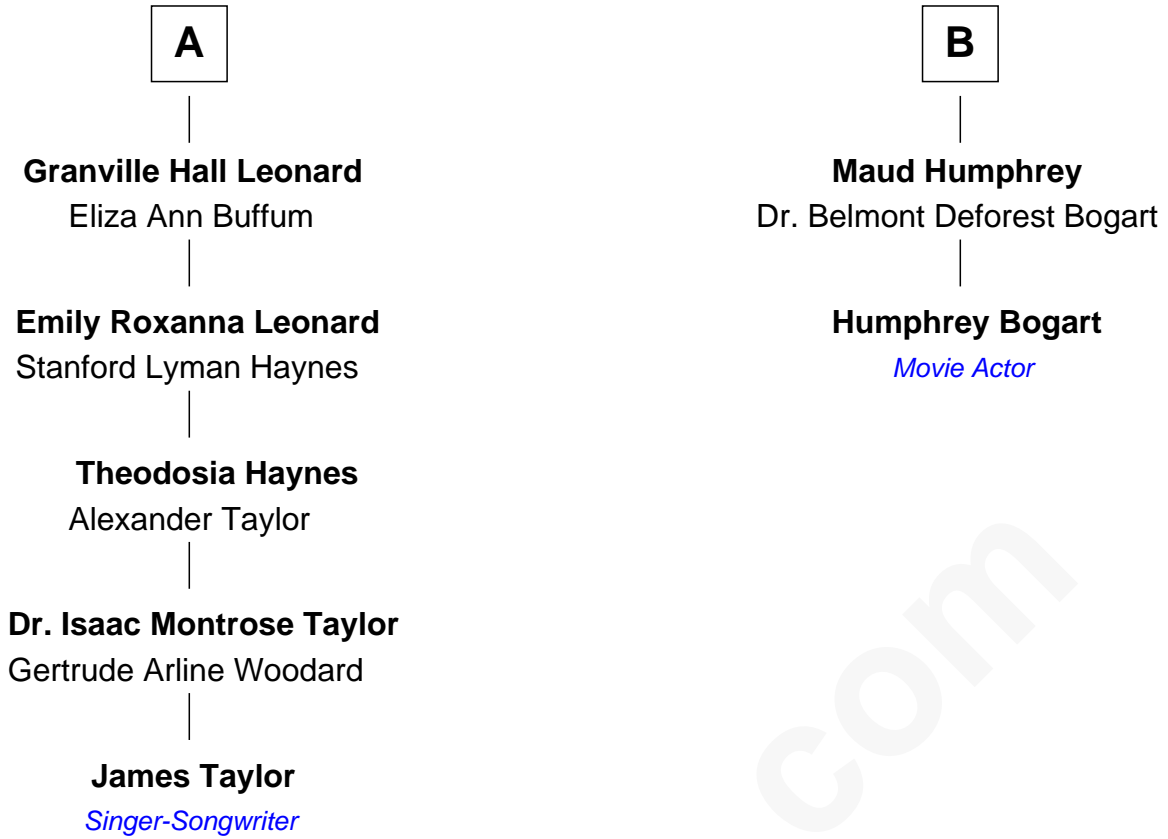 A
Granville Hall Leonard
Eliza Ann Buffum
Emily Roxanna Leonard
Stanford Lyman Haynes
Theodosia Haynes
Alexander Taylor
Dr. Isaac Montrose Taylor
Gertrude Arline Woodard
James Taylor
Singer-Songwriter
B
Maud Humphrey
Dr. Belmont Deforest Bogart
Humphrey Bogart
Movie Actor
com